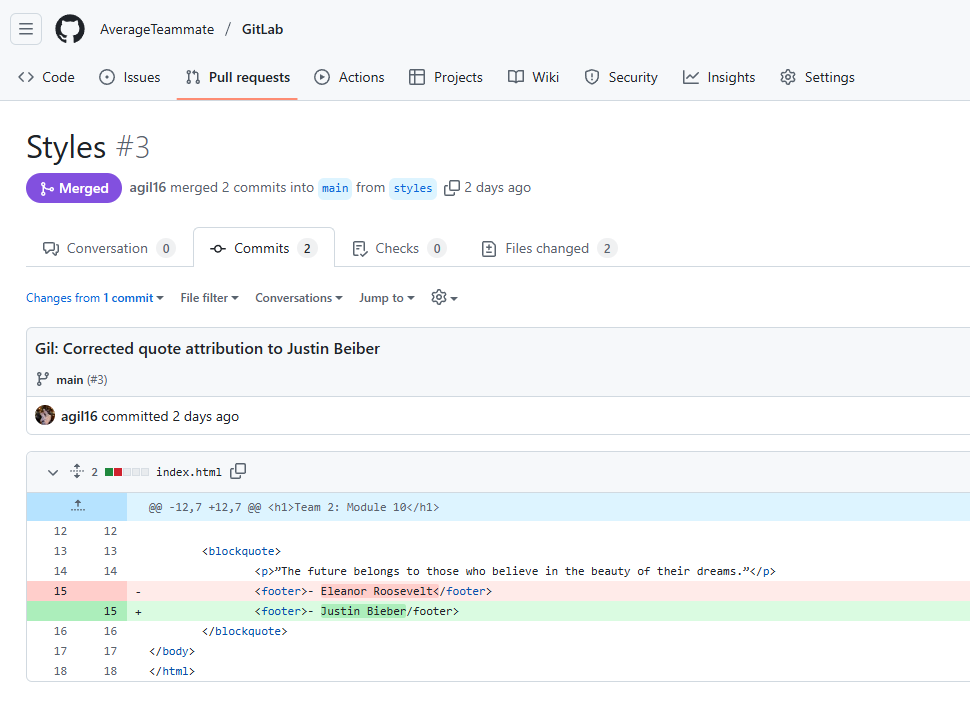 AverageTeammate / GitLab
Code Issues Pull requests Actions Projects Wiki Security Insights Settings
Styles #3
Merged agil16 merged 2 commits into main from styles 2 days ago
Conversation 0 Commits 2 Checks 0 Files changed 2
Changes from 1 commit File filter Conversations Jump to
Gil: Corrected quote attribution to Justin Beiber
main (#3)
agil16 committed 2 days ago
2 index.html
@@ -12,7 +12,7 @@ <h1>Team 2: Module 10</h1>
12 12
13 13 <blockquote>
14 14 <p>”The future belongs to those who believe in the beauty of their dreams.”</p>
15 - <footer>- Eleanor Roosevelt</footer>
15 + <footer>- Justin Bieber/footer>
16 16 </blockquote>
17 17 </body>
18 18 </html>